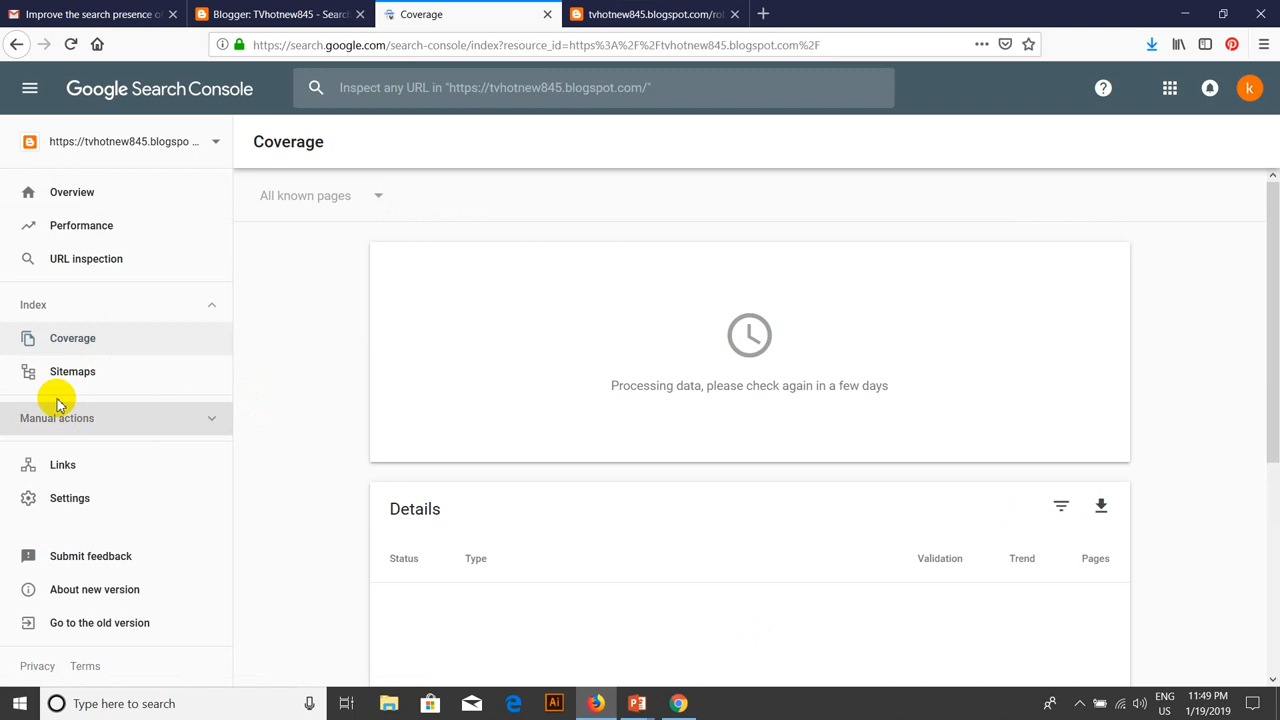 Improve the search presence o
Blogger: TVhotnew845 - Search
Coverage
tvhotnew845.blogspot.com/rob
https://search.google.com/search-console/index?resource_id=https%3A%2F%2Ftvhotnew845.blogspot.com%2F
Google Search Console
Inspect any URL in "https://tvhotnew845.blogspot.com/"
k
https://tvhotnew845.blogspo ...
Coverage
Overview
All known pages
Performance
URL inspection
Index
Coverage
Sitemaps
Processing data, please check again in a few days
Manual actions
Links
Settings
Details
Status Type Validation Trend Pages
Submit feedback
About new version
Go to the old version
Privacy Terms
Type here to search
Ai
ENG
US
11:49 PM
1/19/2019